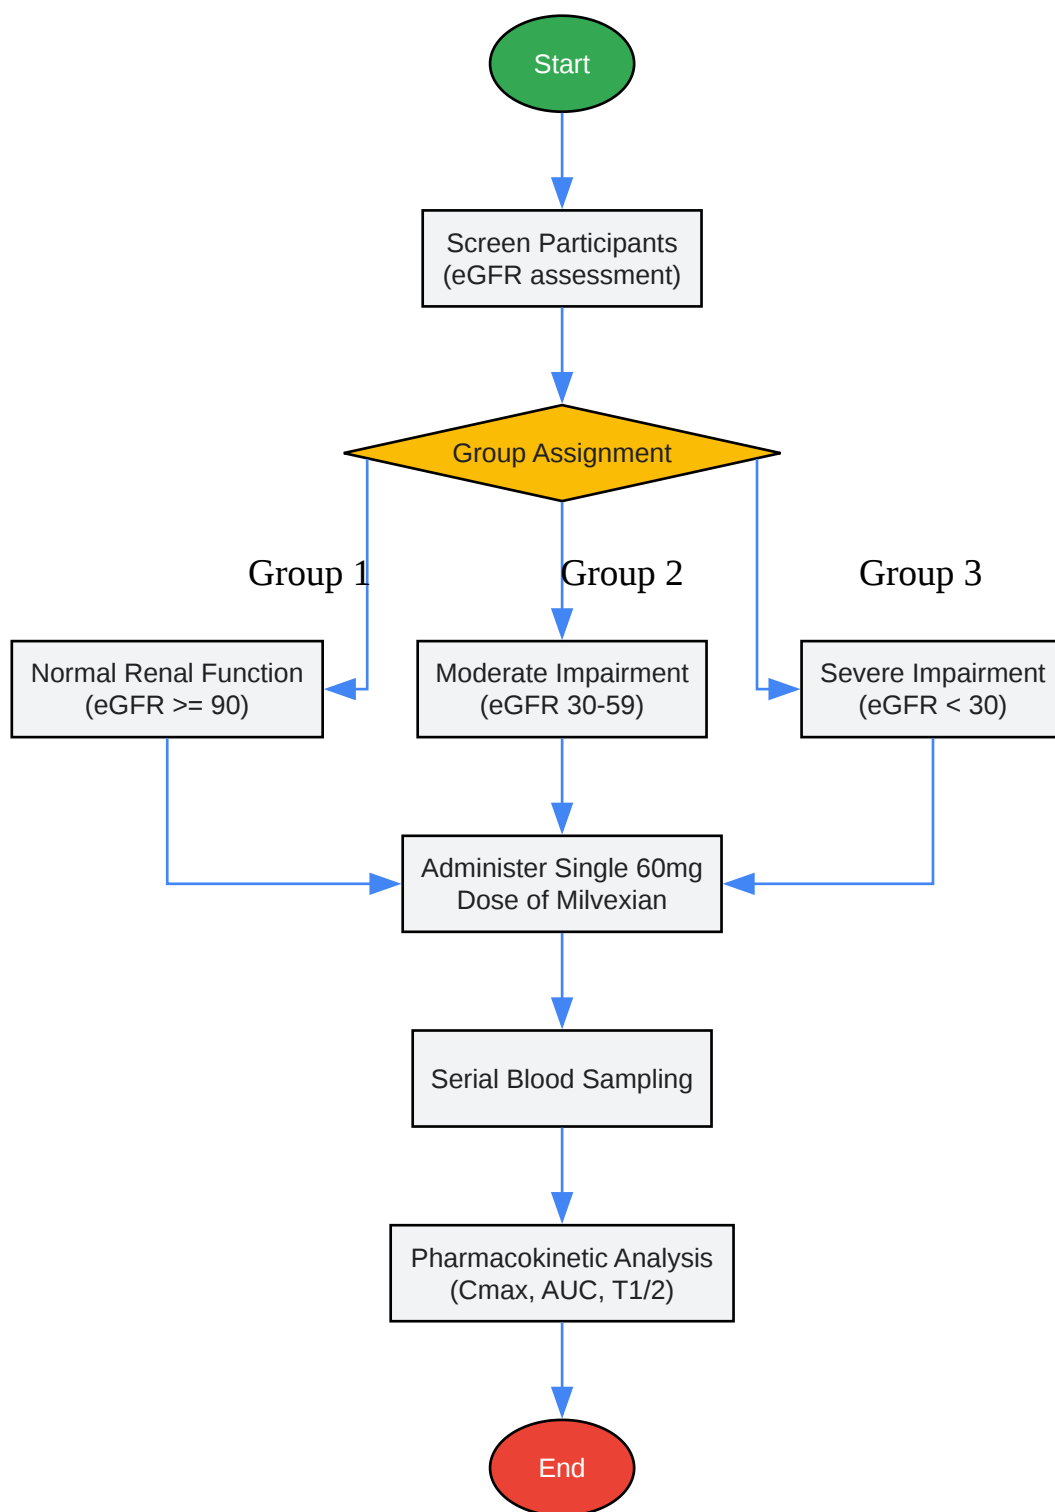 Start
Screen Participants
(eGFR assessment)
Group Assignment
Group 1
Group 2
Group 3
Normal Renal Function
(eGFR >= 90)
Moderate Impairment
(eGFR 30-59)
Severe Impairment
(eGFR < 30)
Administer Single 60mg
Dose of Milvexian
Serial Blood Sampling
Pharmacokinetic Analysis
(Cmax, AUC, T1/2)
End